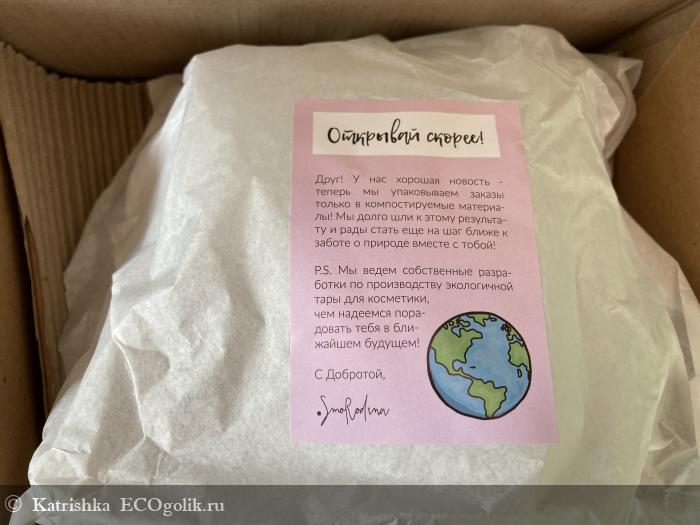 Открывай скорее!
Друг! У нас хорошая новость -
теперь мы упаковываем заказы
только в компостируемые материа-
лы! Мы долго шли к этому результа-
ту и рады стать еще на шаг ближе к
заботе о природе вместе с тобой!
P.S. Мы ведем собственные разра-
ботки по производству экологичной
тары для косметики,
чем надеемся пора-
довать тебя в бли-
жайшем будущем!
С Добротой,
.SmoRodina
© Katrishka ECOgolik.ru